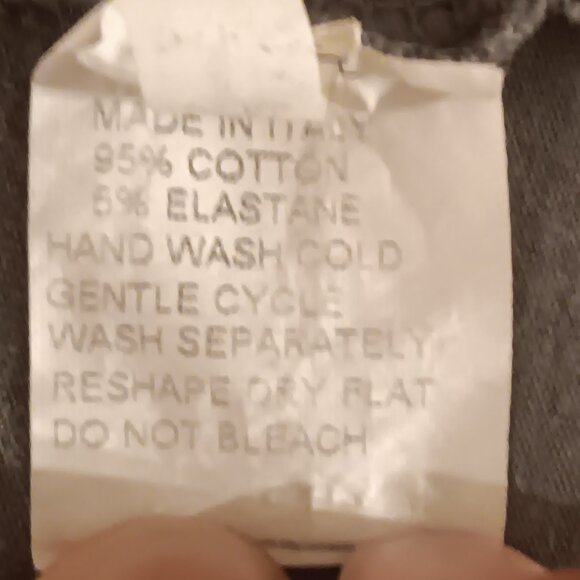 MADE IN ITALY
95% COTTON
5% ELASTANE
HAND WASH COLD
GENTLE CYCLE
WASH SEPARATELY
RESHAPE DRY FLAT
DO NOT BLEACH